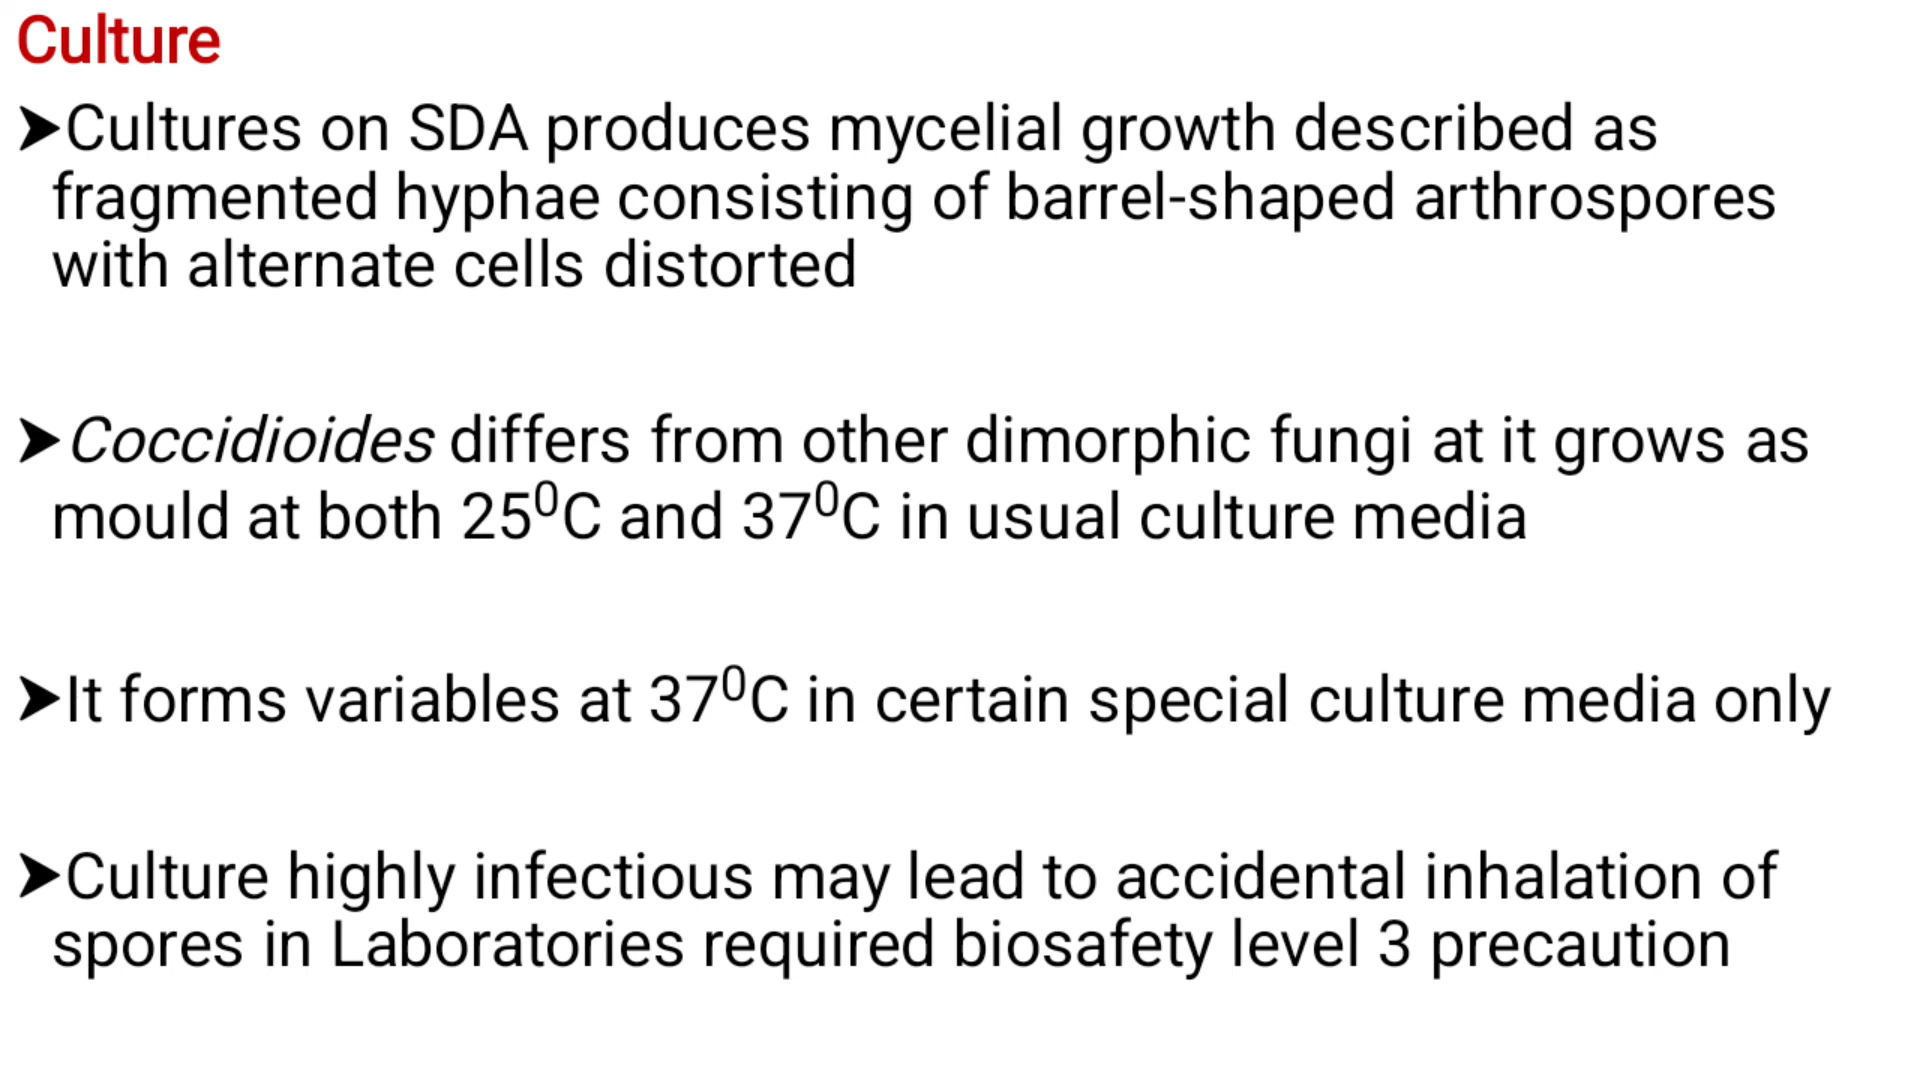 Culture
➤Cultures on SDA produces mycelial growth described as
fragmented hyphae consisting of barrel-shaped arthrospores
with alternate cells distorted
➤Coccidioides differs from other dimorphic fungi at it grows as
mould at both 25⁰C and 37⁰C in usual culture media
➤It forms variables at 37⁰C in certain special culture media only
➤Culture highly infectious may lead to accidental inhalation of
spores in Laboratories required biosafety level 3 precaution